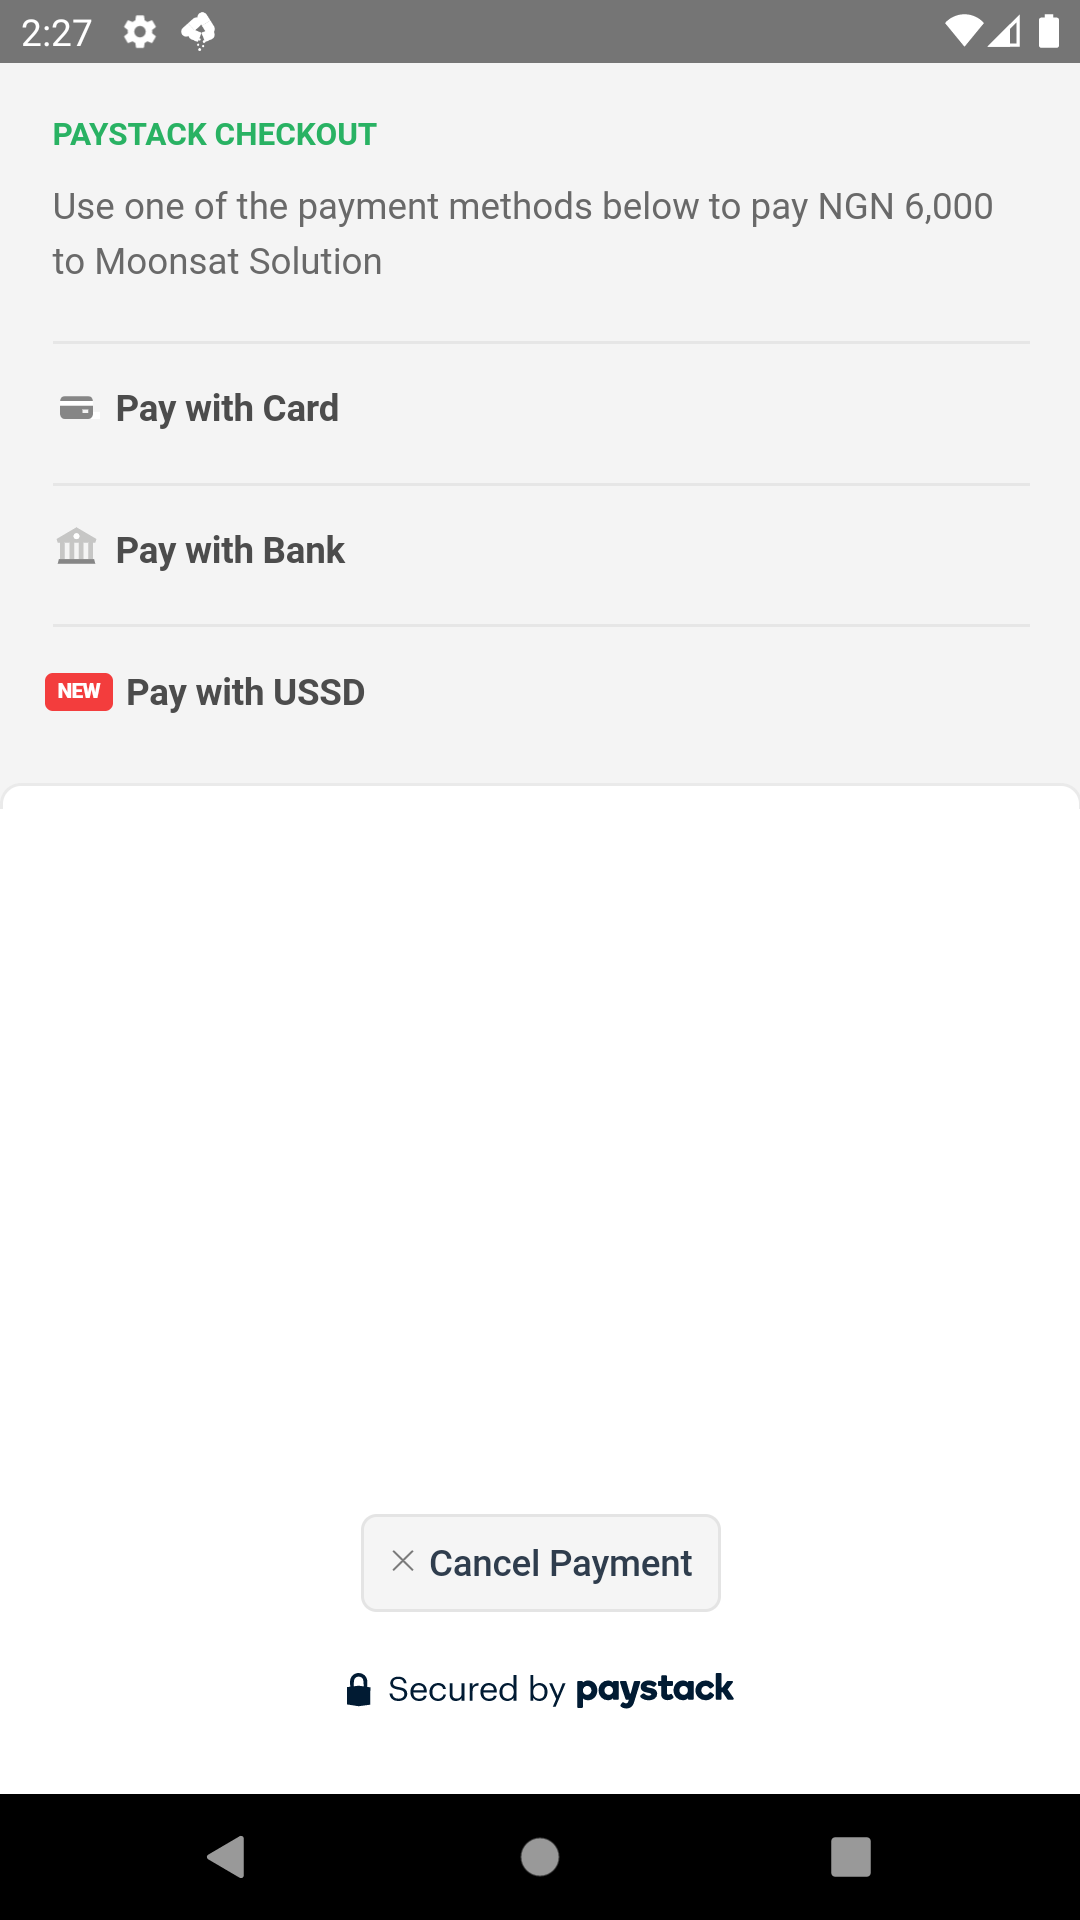 2:27
PAYSTACK CHECKOUT
Use one of the payment methods below to pay NGN 6,000
to Moonsat Solution
Pay with Card
Pay with Bank
NEW Pay with USSD
Cancel Payment
Secured by paystack